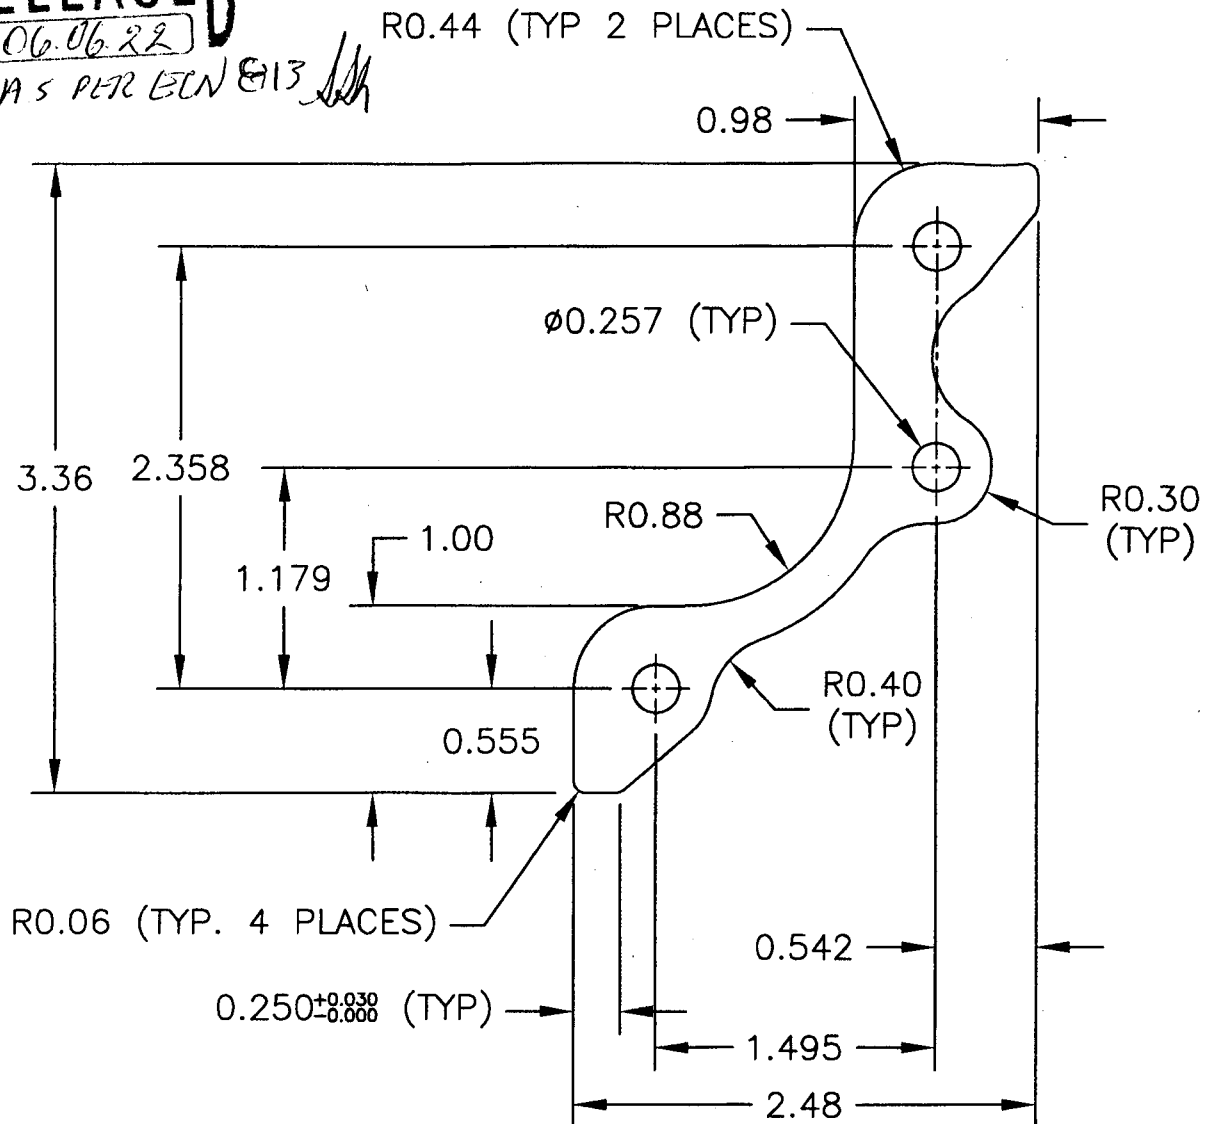 06.06.22
R0.44 (TYP 2 PLACES)
0.98
ø0.257 (TYP)
3.36
2.358
R0.88
R0.30
(TYP)
1.00
1.179
R0.40
(TYP)
0.555
R0.06 (TYP. 4 PLACES)
0.542
0.250+0.030 -0.000 (TYP)
1.495
2.48